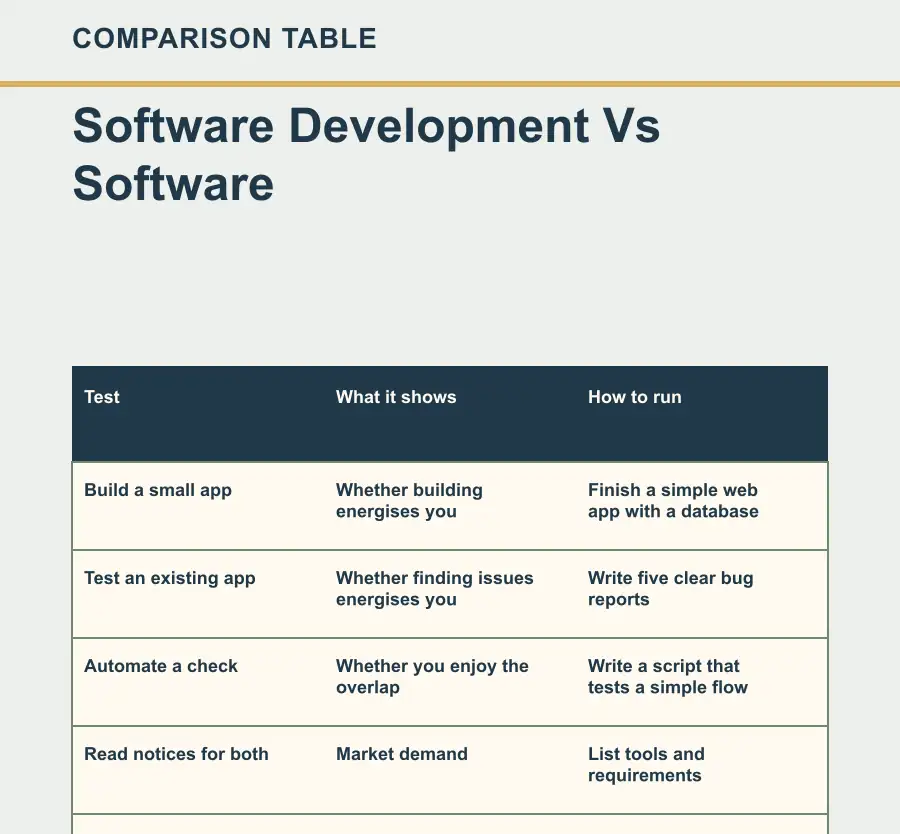 COMPARISON TABLE
Software Development Vs
Software
Test What it shows How to run
Build a small app Whether building Finish a simple web
energises you app with a database
Test an existing app Whether finding issues Write five clear bug
energises you reports
Automate a check Whether you enjoy the Write a script that
overlap tests a simple flow
Read notices for both Market demand List tools and
requirements